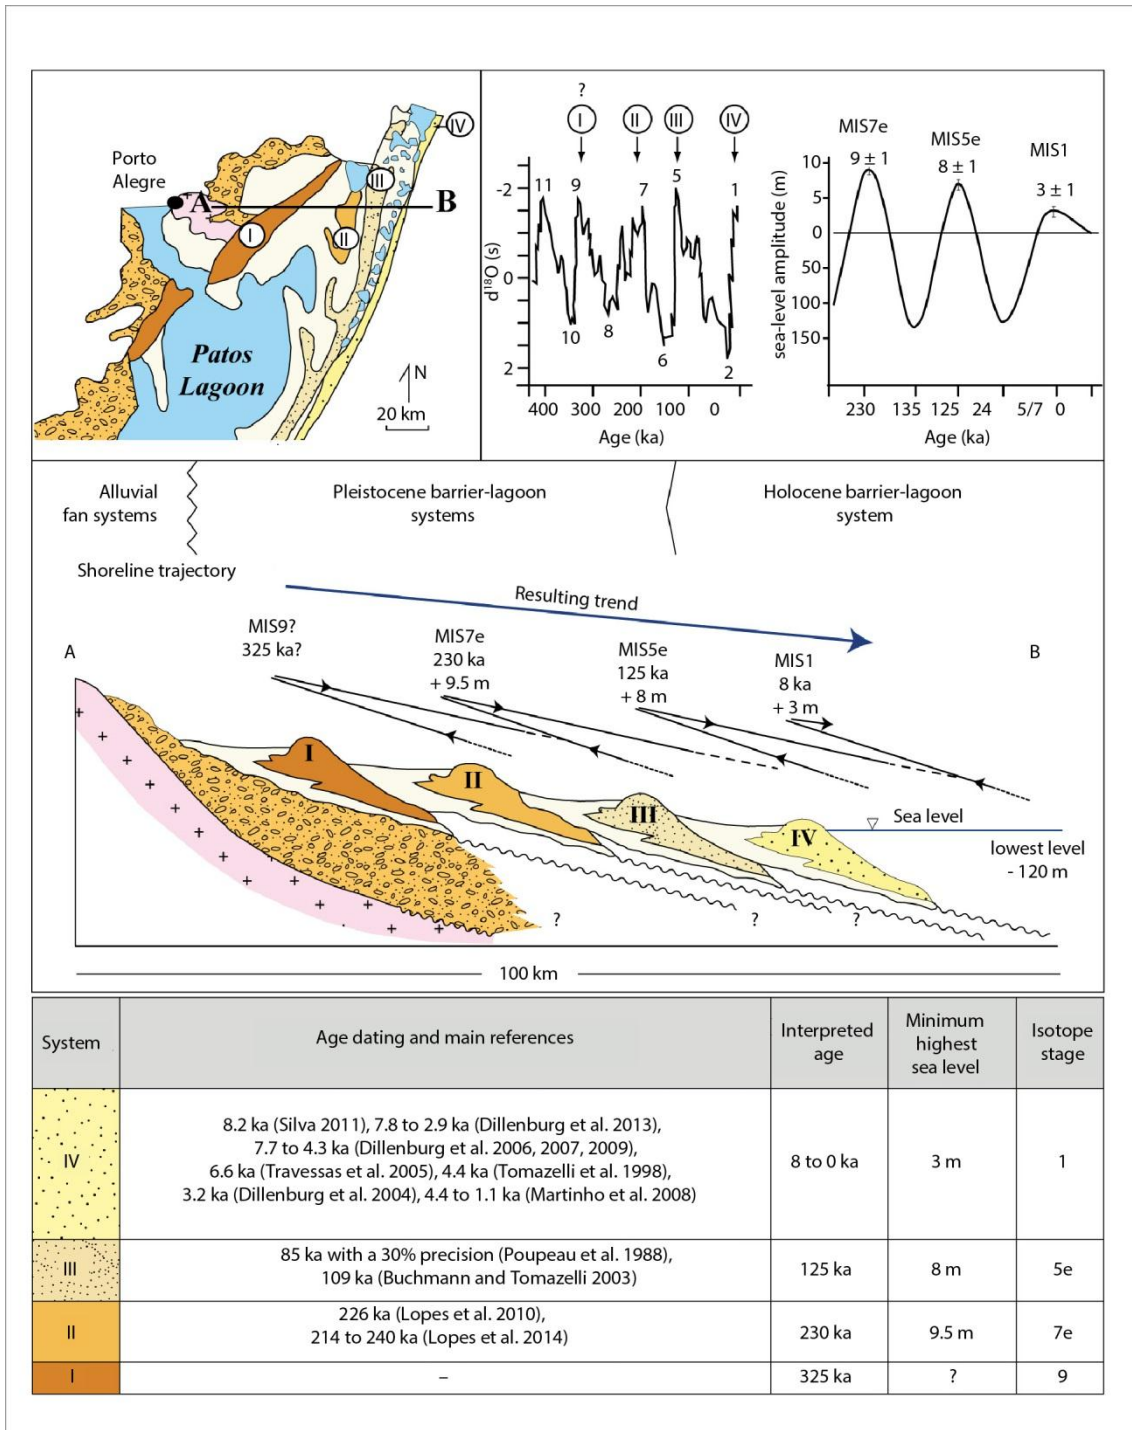 Porto
Alegre
A
B
I
II
III
IV
Patos
Lagoon
N
20 km
?
I
II
III
IV
d¹⁸O (s)
-2
0
2
11
9
7
5
1
10
8
6
2
400 300 200 100 0
Age (ka)
MIS7e
9 ± 1
MIS5e
8 ± 1
MIS1
3 ± 1
sea-level amplitude (m)
10
5
0
50
100
150
230 135 125 24 5/7 0
Age (ka)
Alluvial
fan systems
Pleistocene barrier-lagoon
systems
Holocene barrier-lagoon
system
Shoreline trajectory
Resulting trend
A
MIS9?
325 ka?
MIS7e
230 ka
+ 9.5 m
MIS5e
125 ka
+ 8 m
MIS1
8 ka
+ 3 m
B
I
II
III
IV
Sea level
lowest level
- 120 m
? ? ?
100 km
System Age dating and main references Interpreted age Minimum highest sea level Isotope stage
IV
8.2 ka (Silva 2011), 7.8 to 2.9 ka (Dillenburg et al. 2013),
7.7 to 4.3 ka (Dillenburg et al. 2006, 2007, 2009),
6.6 ka (Travessas et al. 2005), 4.4 ka (Tomazelli et al. 1998),
3.2 ka (Dillenburg et al. 2004), 4.4 to 1.1 ka (Martinho et al. 2008)
8 to 0 ka 3 m 1
III
85 ka with a 30% precision (Poupeau et al. 1988),
109 ka (Buchmann and Tomazelli 2003)
125 ka 8 m 5e
II
226 ka (Lopes et al. 2010),
214 to 240 ka (Lopes et al. 2014)
230 ka 9.5 m 7e
I – 325 ka ? 9